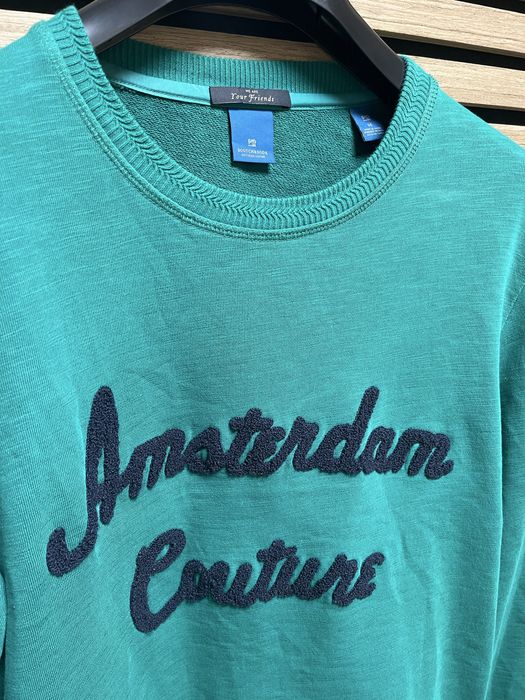 WE ARE
Your Friends
SCOTCH & SODA
Amsterdam
Couture